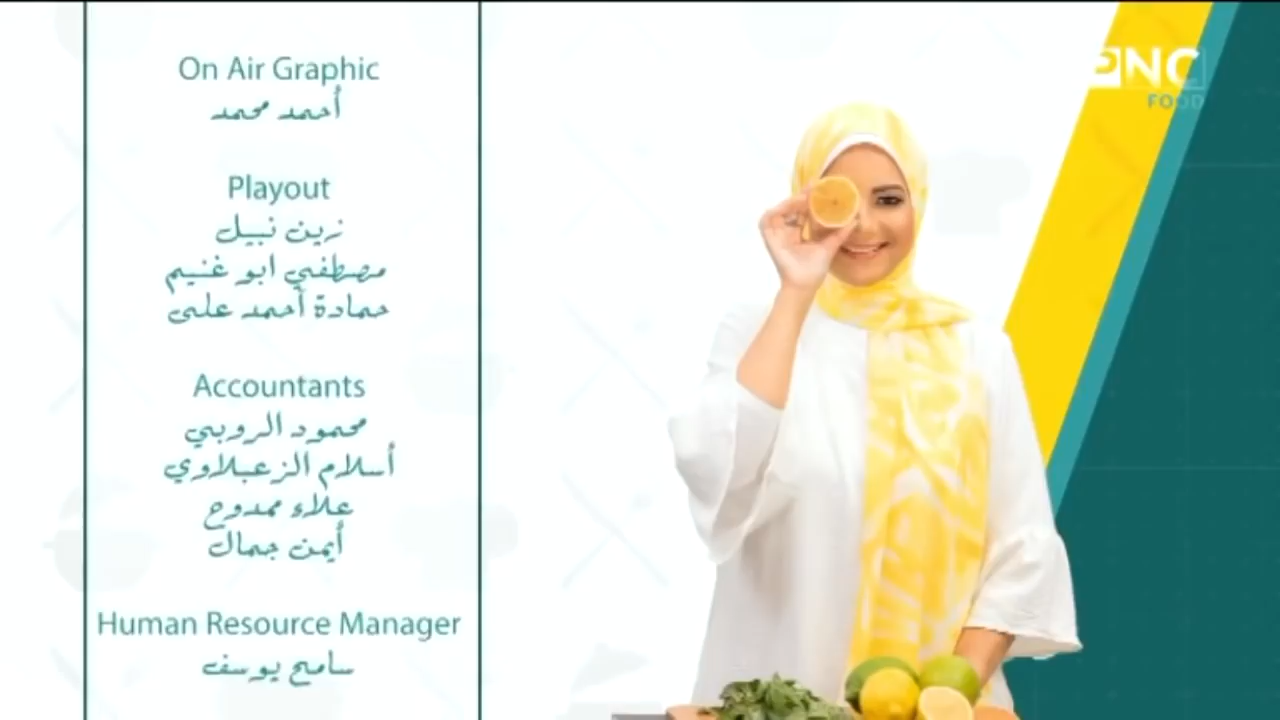 On Air Graphic
أحمد محمد
Playout
زين نبيل
مصطفي ابو غنيم
حمادة أحمد على
Accountants
محمود الروبي
أسلام الزعبلاوي
علاء ممدوح
أيمن جمال
Human Resource Manager
سامح يوسف
PNC
FOOD